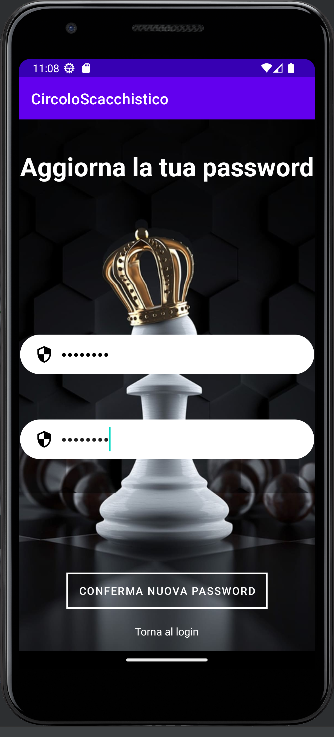 11:08
CircoloScacchistico
Aggiorna la tua password
••••••••
••••••••
CONFERMA NUOVA PASSWORD
Torna al login